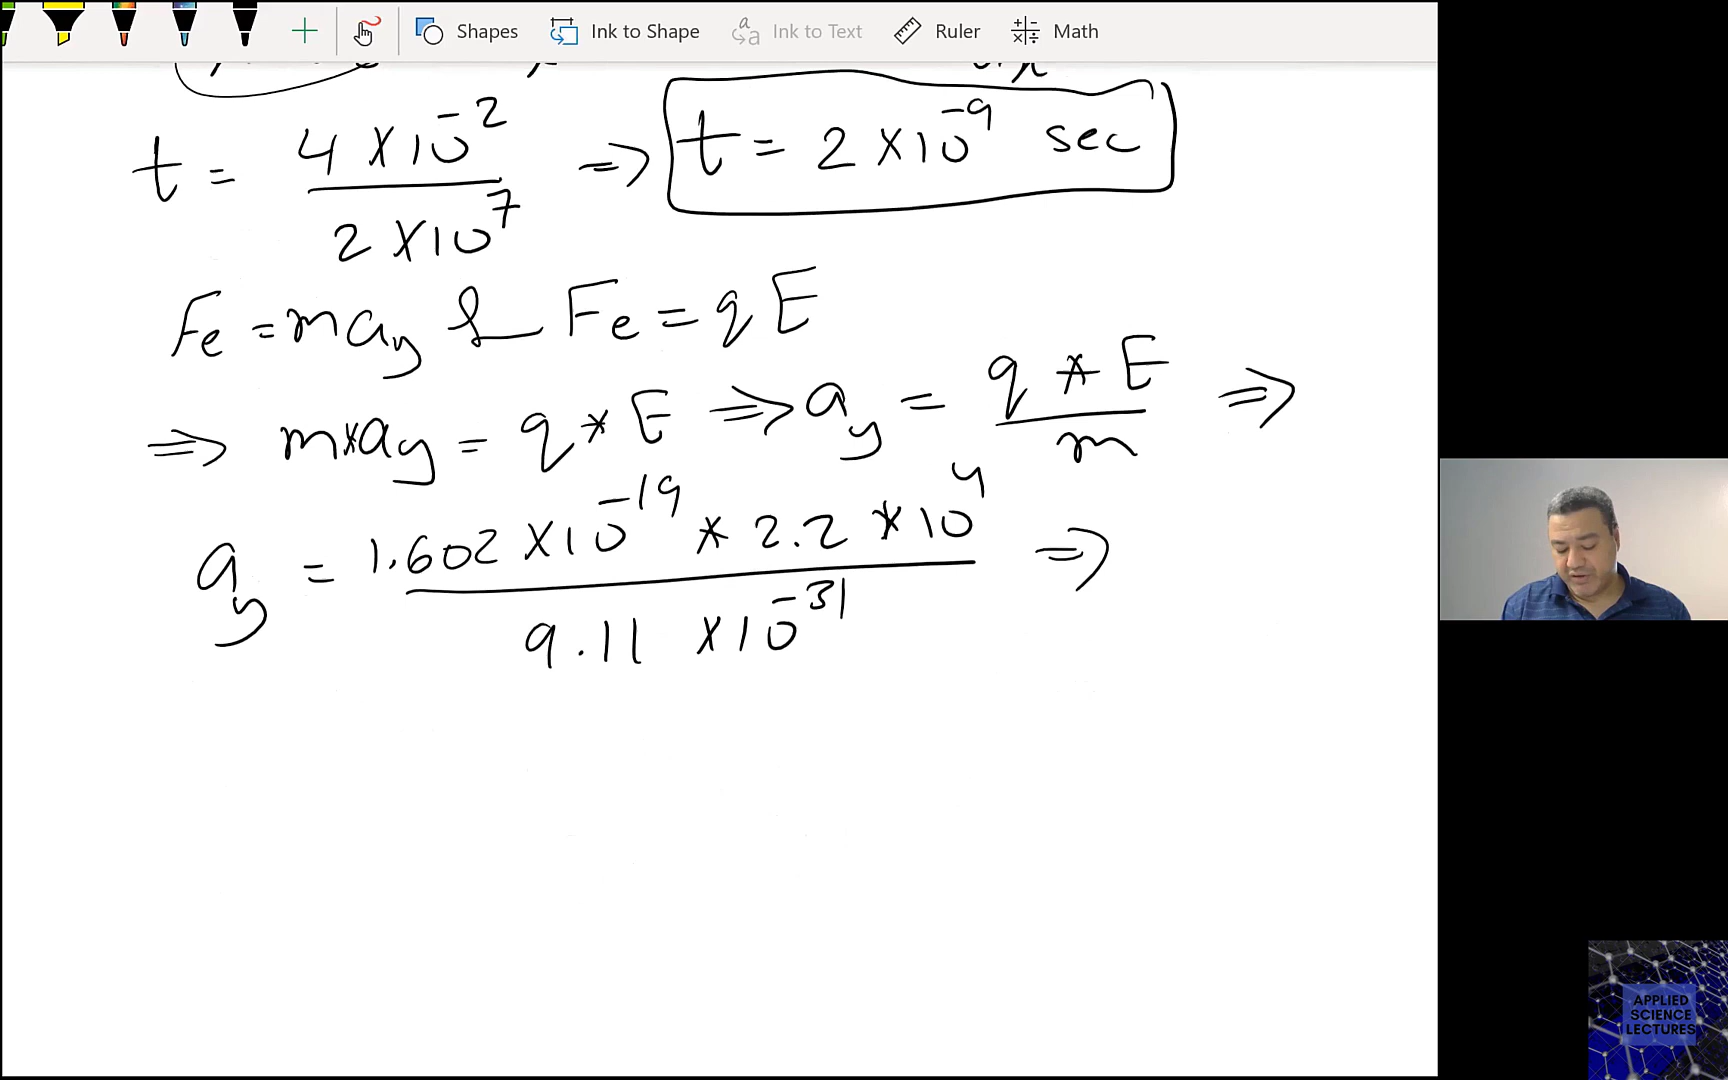 Shapes Ink to Shape Ink to Text Ruler Math
t = 4 × 10^-2 / 2 × 10^7 => t = 2 × 10^-9 sec
Fe = may & Fe = qE
=> m*ay = q * E => ay = q * E / m =>
ay = 1.602 × 10^-19 * 2.2 * 10^4 / 9.11 × 10^-31 =>
APPLIED
SCIENCE
LECTURES